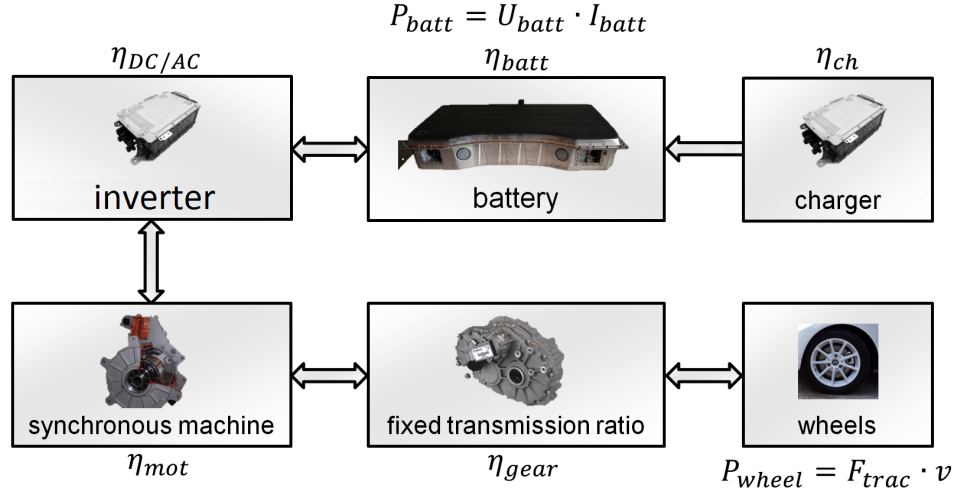 P_batt = U_batt · I_batt
η_DC/AC
η_batt
η_ch
inverter
battery
charger
synchronous machine
fixed transmission ratio
wheels
η_mot
η_gear
P_wheel = F_trac · v